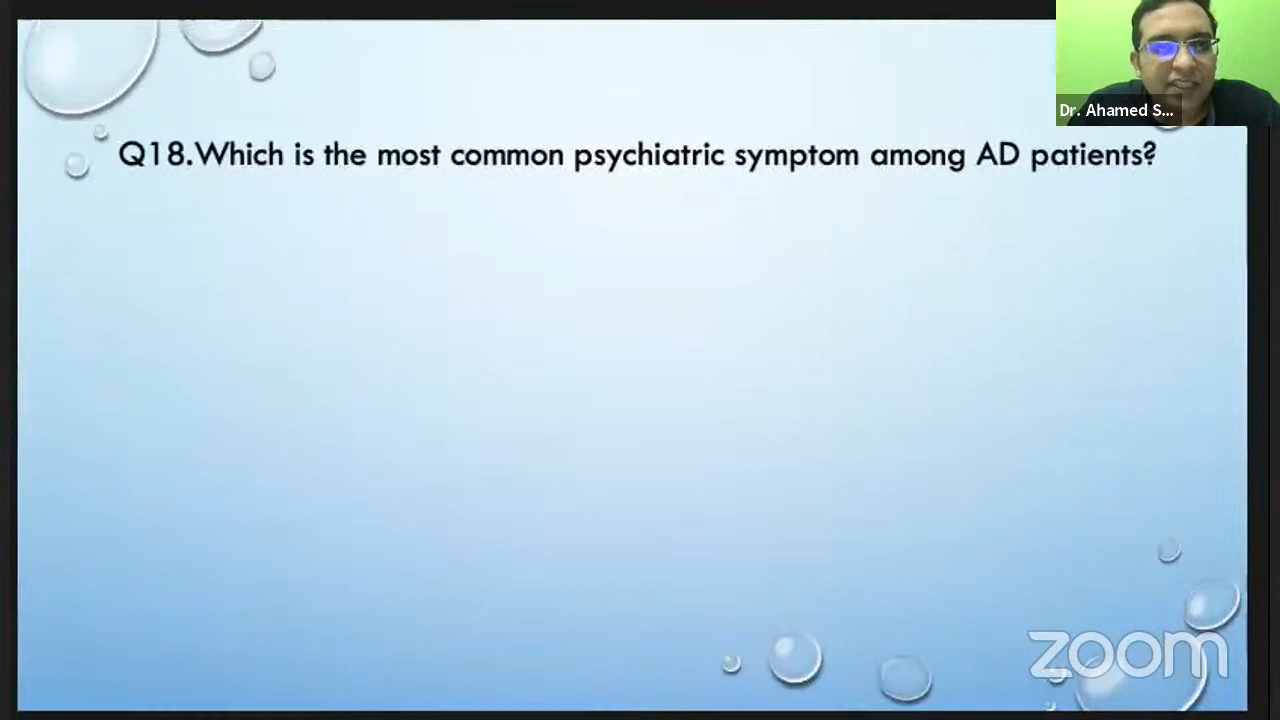 Dr. Ahamed S...
Q18.Which is the most common psychiatric symptom among AD patients?
zoom